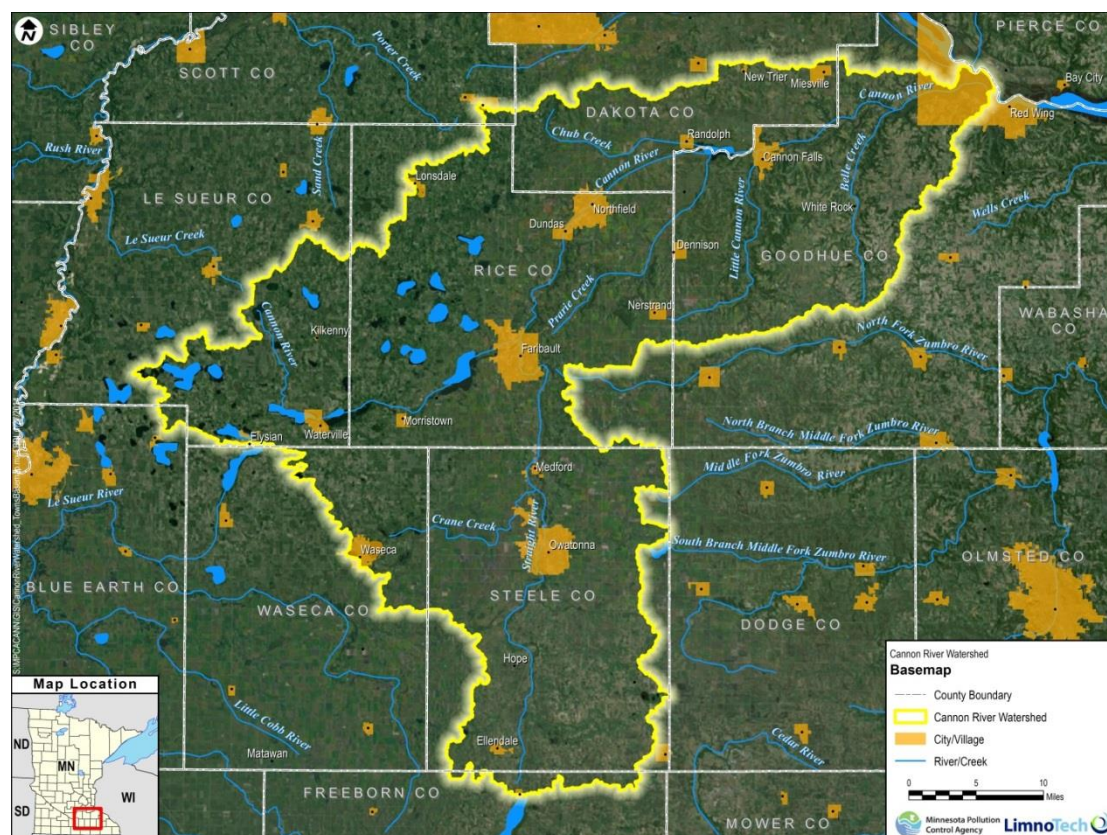 N
SIBLEY
CO
SCOTT CO
Porter Creek
PIERCE CO
Bay City
New Trier
Miesville
Cannon River
Red Wing
DAKOTA CO
Chub Creek
Randolph
Cannon River
Cannon Falls
Rush River
Sand Creek
Lonsdale
Belle Creek
LE SUEUR CO
Northfield
White Rock
Wells Creek
Dundas
Le Sueur Creek
Dennison
Little Cannon River
GOODHUE CO
RICE CO
Prarie Creek
Nerstrand
WABASHA
CO
Cannon River
Kilkenny
Faribault
North Fork Zumbro River
Morristown
Waterville
Elysian
North Branch Middle Fork Zumbro River
Medford
Middle Fork Zumbro River
Le Sueur River
Crane Creek
Straight River
Waseca
Owatonna
South Branch Middle Fork Zumbro River
OLMSTED CO
BLUE EARTH CO
WASECA CO
STEELE CO
DODGE CO
Hope
Little Cobb River
Matawan
Ellendale
Cedar River
FREEBORN CO
MOWER CO
Map Location
ND
MN
SD
WI
Cannon River Watershed
Basemap
County Boundary
Cannon River Watershed
City/Village
River/Creek
0 5 10
Miles
Minnesota Pollution
Control Agency
LimnoTech